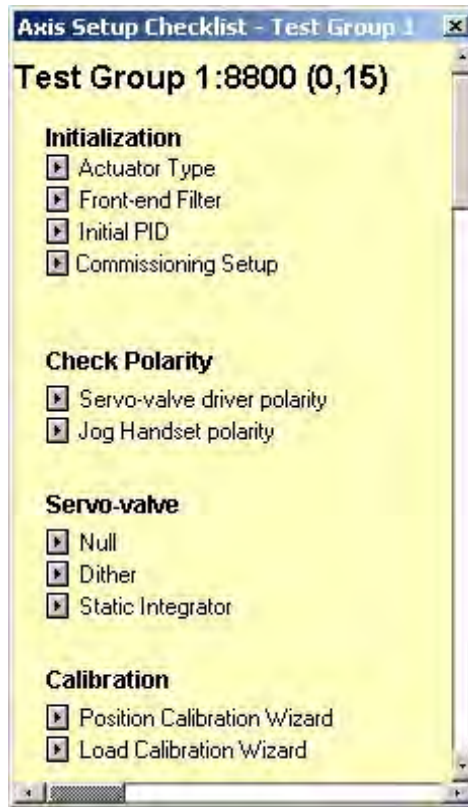 Axis Setup Checklist - Test Group 1
Test Group 1:8800 (0,15)
Initialization
Actuator Type
Front-end Filter
Initial PID
Commissioning Setup
Check Polarity
Servo-valve driver polarity
Jog Handset polarity
Servo-valve
Null
Dither
Static Integrator
Calibration
Position Calibration Wizard
Load Calibration Wizard